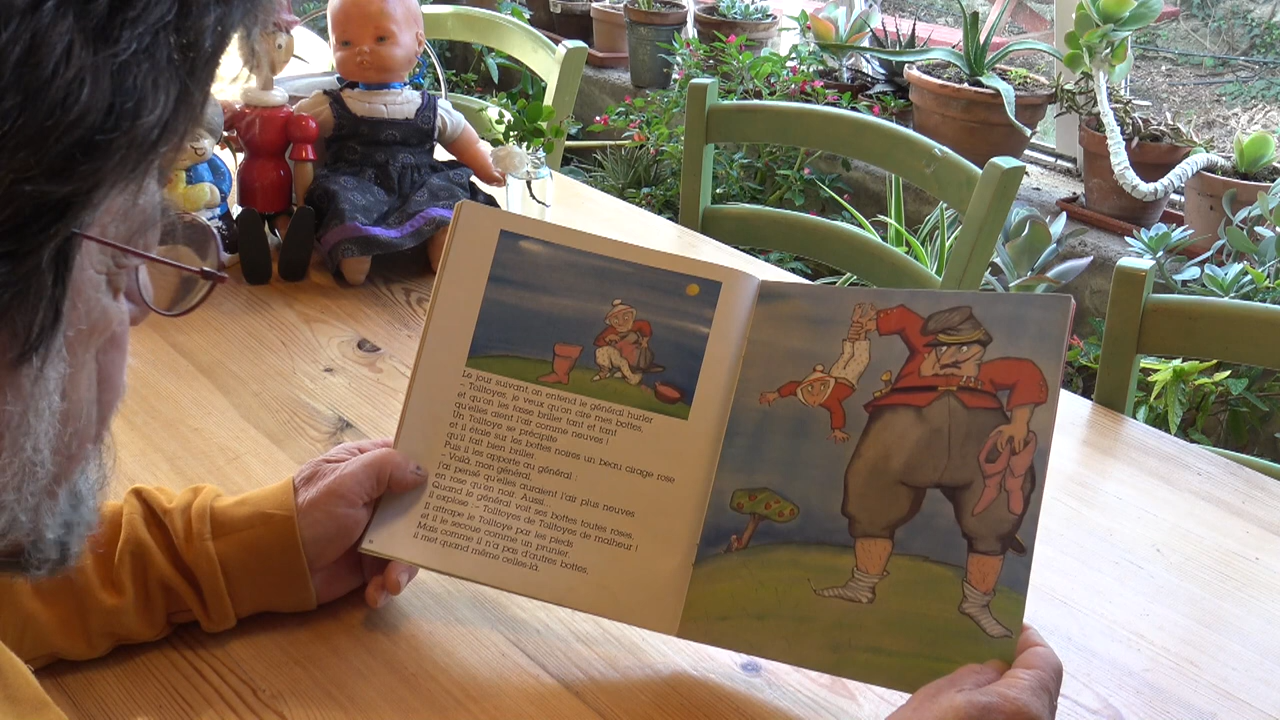 Le jour suivant, on entend le général hurler
– Tolltoyes, je veux qu'on cire mes bottes,
et qu'on les fasse briller tant et tant
qu'elles aient l'air comme neuves !
Un Tolltoye se précipite
et il étale sur les bottes noires un beau cirage rose
qu'il fait bien briller.
Puis il les apporte au général :
– Voilà, mon général,
j'ai pensé qu'elles auraient l'air plus neuves
en rose qu'en noir. Aussi...
Quand le général voit ses bottes toutes roses,
il explose : – Tolltoyes de Tolltoyes de malheur !
Il attrape le Tolltoye par les pieds
et il le secoue comme un prunier.
Mais comme il n'a pas d'autres bottes,
il met quand même celles-là.